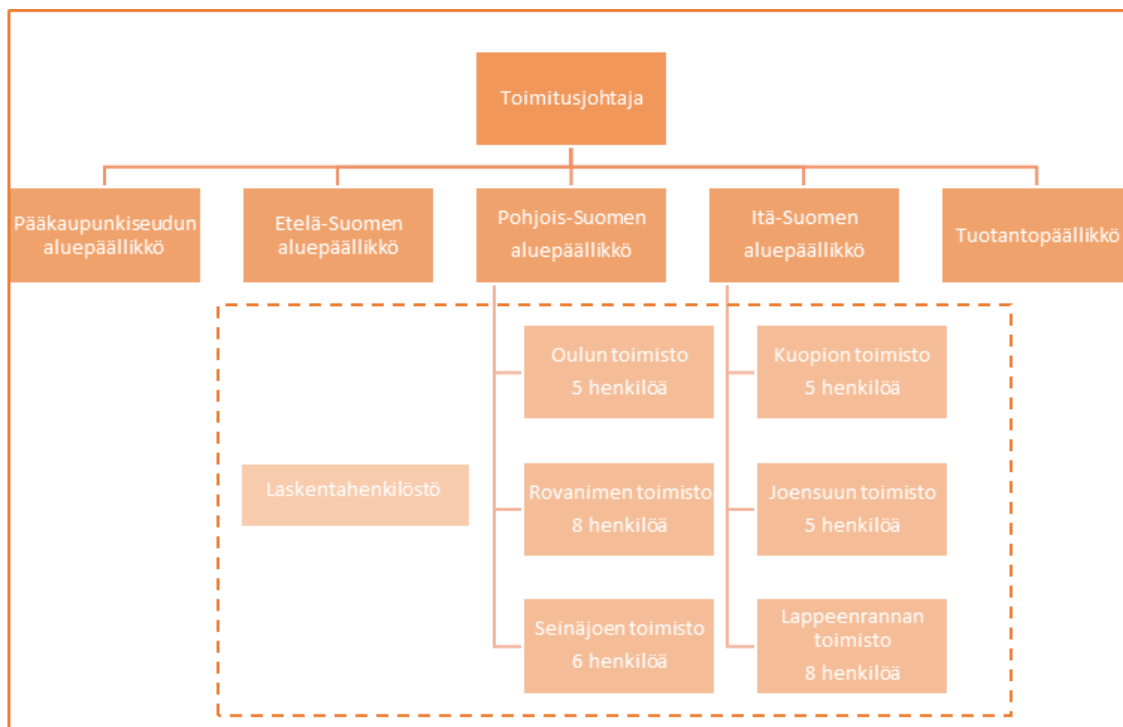 Toimitusjohtaja
Pääkaupunkiseudun
aluepäällikkö
Etelä-Suomen
aluepäällikkö
Pohjois-Suomen
aluepäällikkö
Itä-Suomen
aluepäällikkö
Tuotantopäällikkö
Laskentahenkilöstö
Oulun toimisto
5 henkilöä
Rovanimen toimisto
8 henkilöä
Seinäjoen toimisto
6 henkilöä
Kuopion toimisto
5 henkilöä
Joensuun toimisto
5 henkilöä
Lappeenrannan
toimisto
8 henkilöä